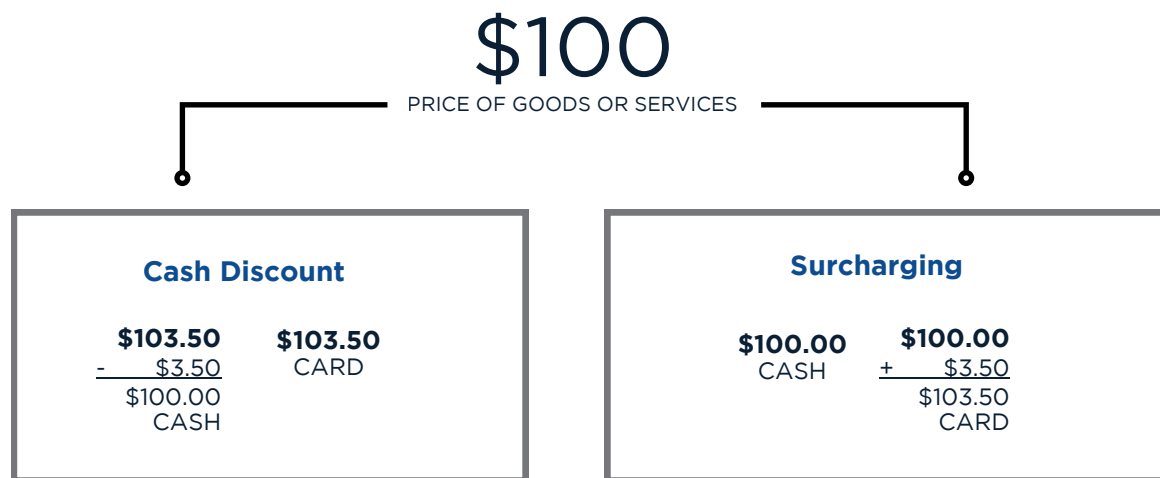 $100
PRICE OF GOODS OR SERVICES
Cash Discount
$103.50
- $3.50
$100.00
CASH
$103.50
CARD
Surcharging
$100.00
CASH
$100.00
+ $3.50
$103.50
CARD